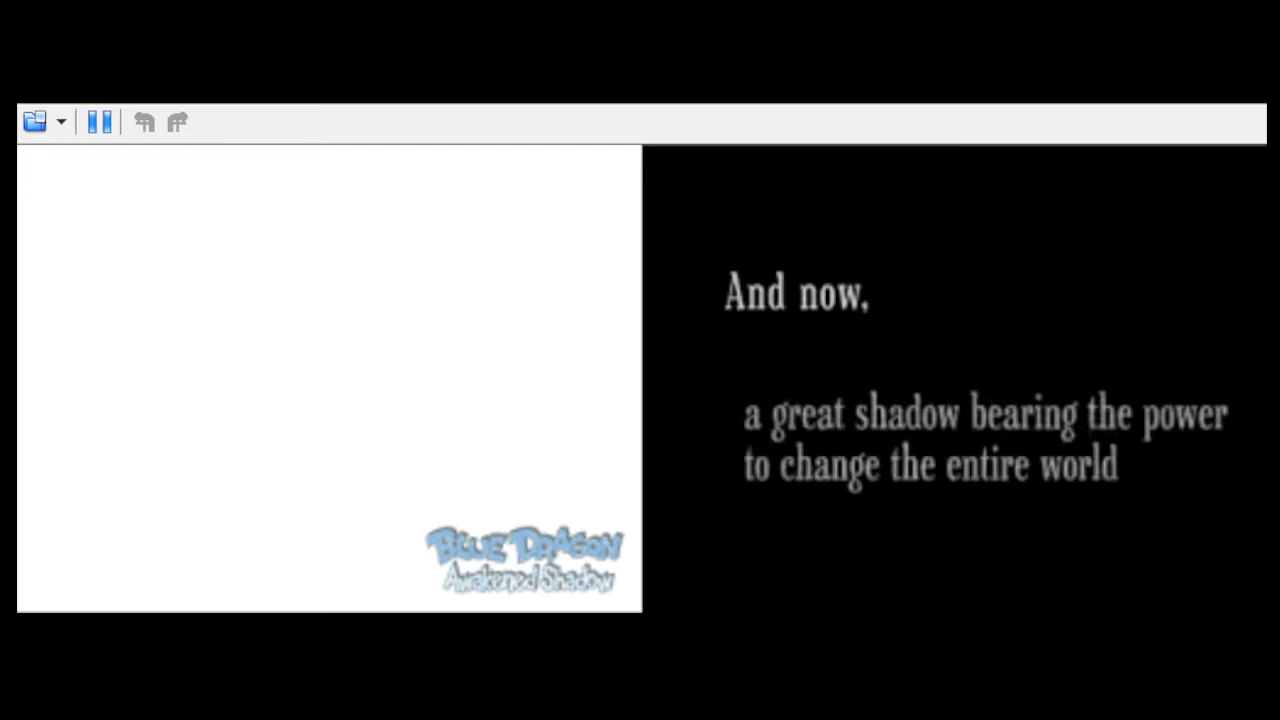 And now,
a great shadow bearing the power
to change the entire world
BLUE DRAGON
Awakened Shadow